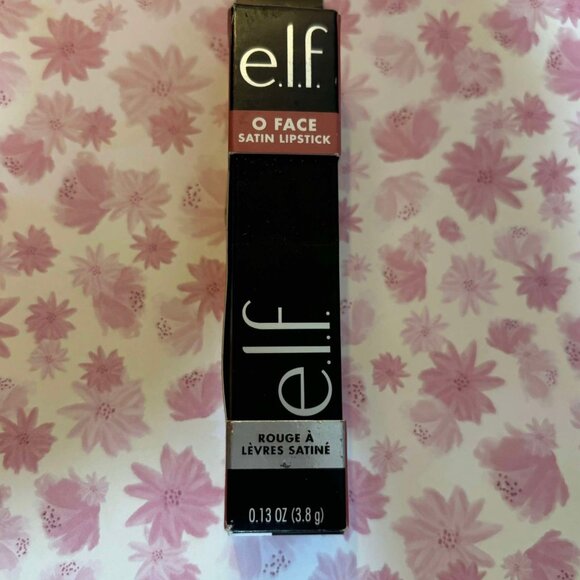 e.l.f.
O FACE
SATIN LIPSTICK
e.l.f.
ROUGE À
LÈVRES SATINÉ
0.13 OZ (3.8 g)